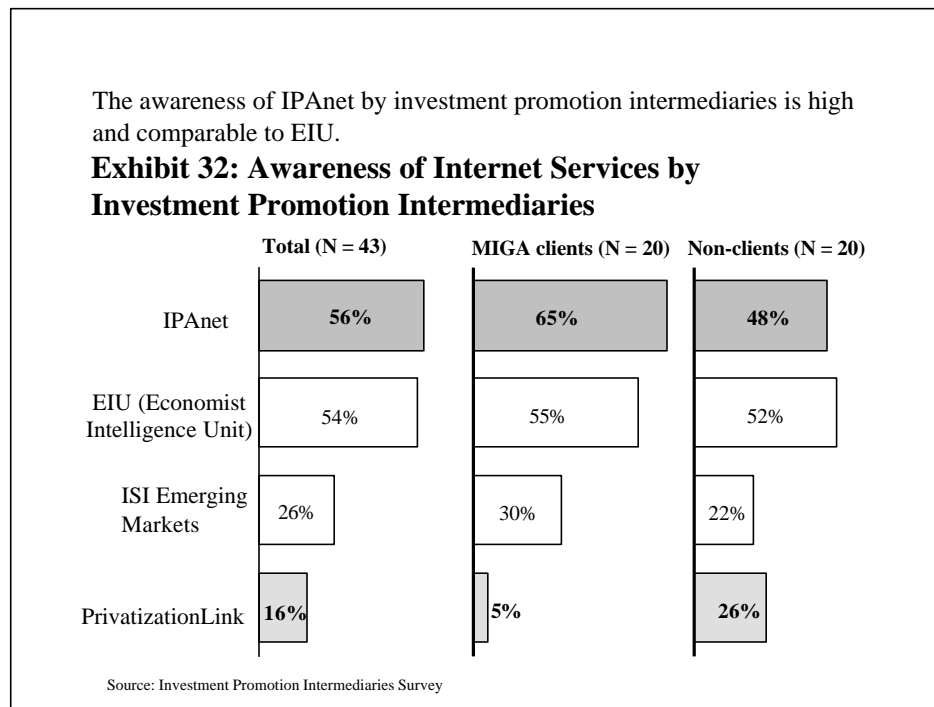 The awareness of IPAnet by investment promotion intermediaries is high
and comparable to EIU.
Exhibit 32: Awareness of Internet Services by
Investment Promotion Intermediaries
Total (N = 43)
MIGA clients (N = 20)
Non-clients (N = 20)
IPAnet
56%
65%
48%
EIU (Economist
Intelligence Unit)
54%
55%
52%
ISI Emerging
Markets
26%
30%
22%
PrivatizationLink
16%
5%
26%
Source: Investment Promotion Intermediaries Survey